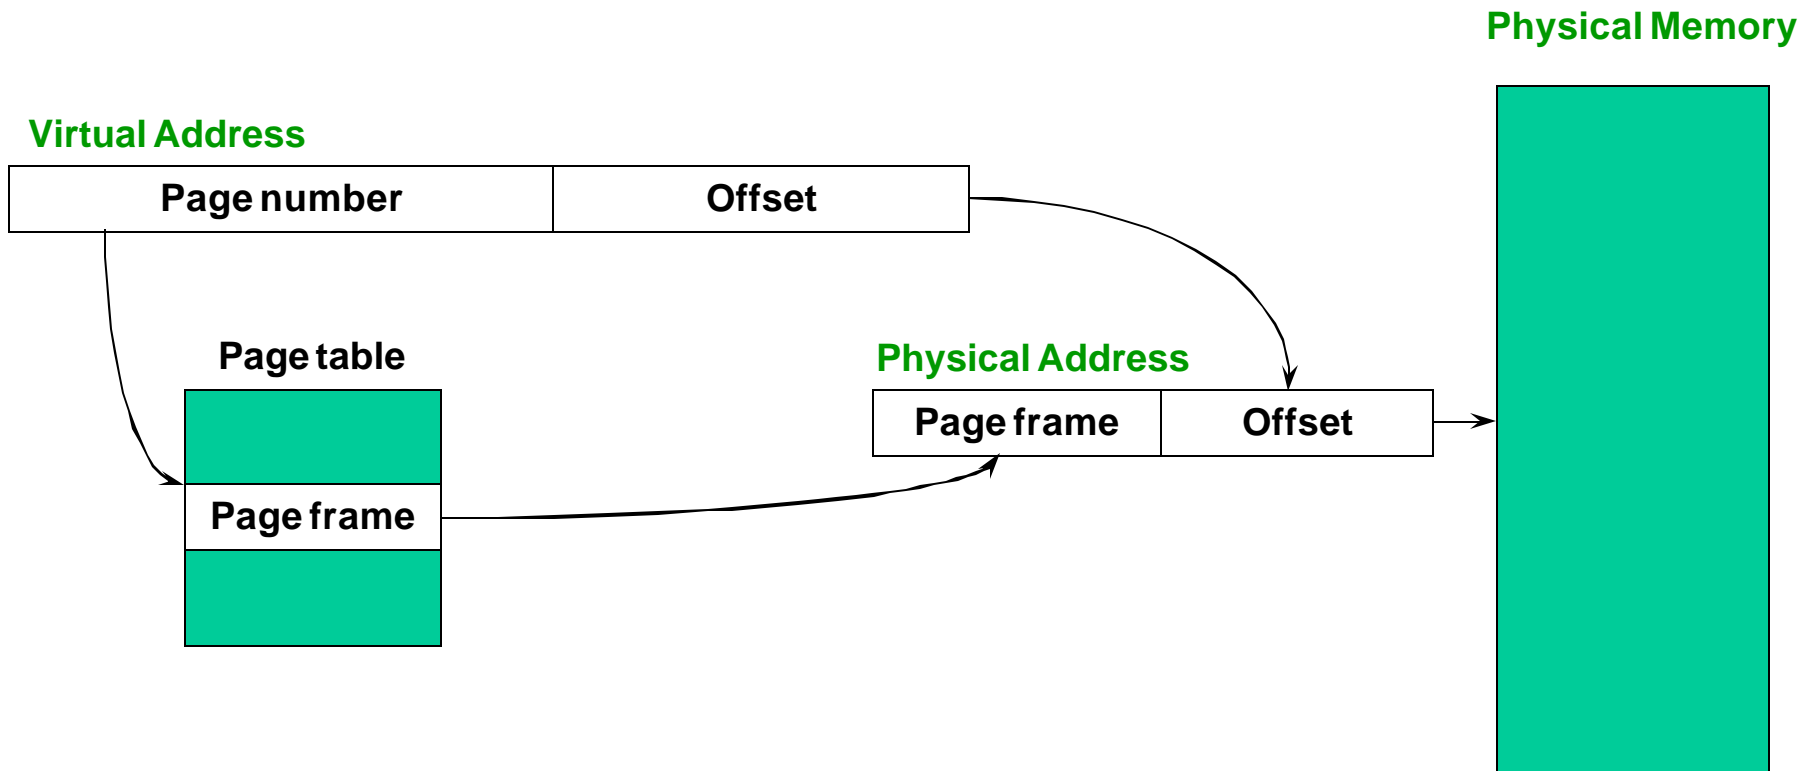 Physical Memory
Virtual Address
Page number
Offset
Page table
Physical Address
Page frame
Offset
Page frame